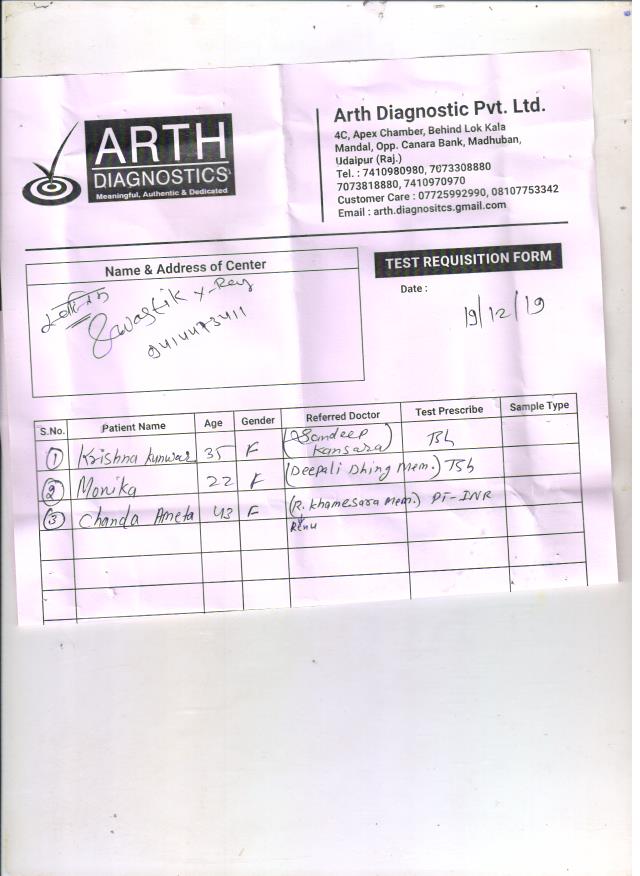 ARTH
DIAGNOSTICS
Meaningful, Authentic & Dedicated
Arth Diagnostic Pvt. Ltd.
4C, Apex Chamber, Behind Lok Kala
Mandal, Opp. Canara Bank, Madhuban,
Udaipur (Raj.)
Tel. : 7410980980, 7073308880
7073818880, 7410970970
Customer Care : 07725992990, 08107753342
Email : arth.diagnositcs.gmail.com
Name & Address of Center
Swastik X-Ray
TEST REQUISITION FORM
Date :
19/12/19
S.No. Patient Name Age Gender Referred Doctor Test Prescribe Sample Type
1 Krishna Kunwar 35 F (Sandeep Kansara) Tsh
2 Monika 22 F (Deepali Dhing Mem.) Tsh
3 Chanda Ameta 43 F (R. Khamesara Mem.) PT-INR
Renu